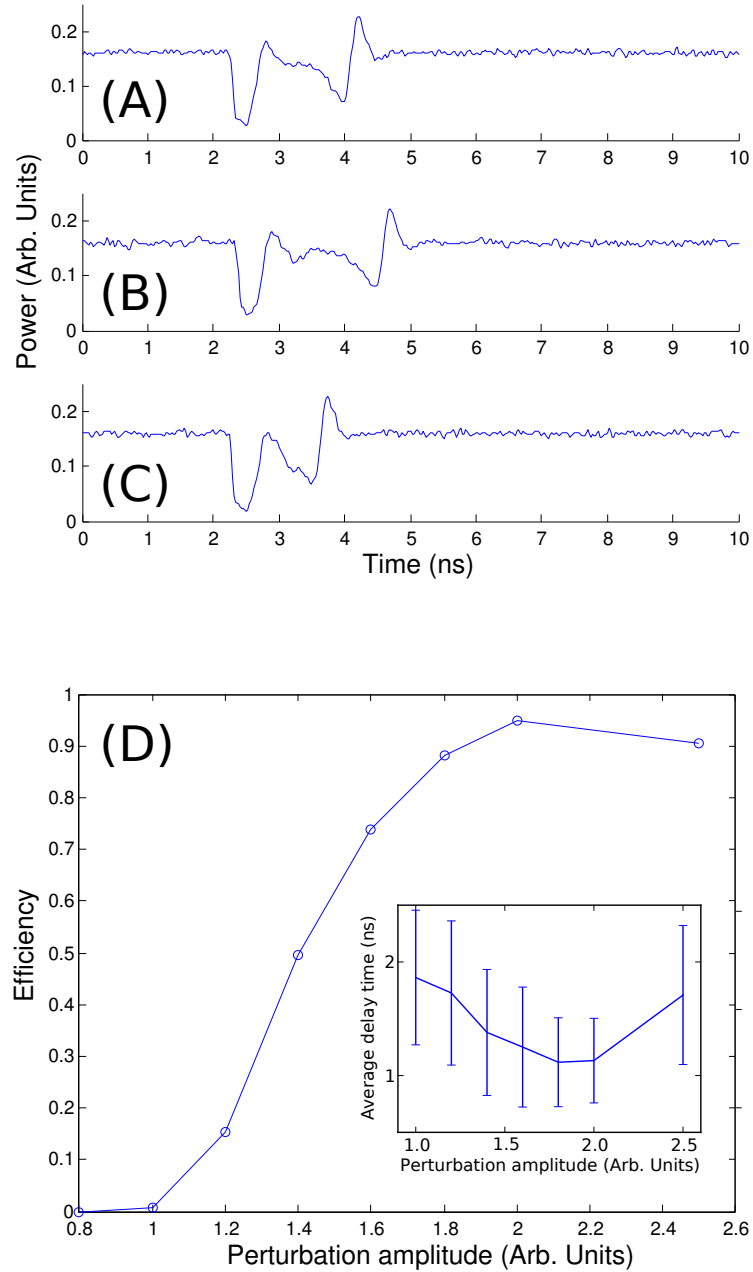 Power (Arb. Units)
0.2
0.1
0
(A)
0 1 2 3 4 5 6 7 8 9 10
0.2
0.1
0
(B)
0 1 2 3 4 5 6 7 8 9 10
0.2
0.1
0
(C)
0 1 2 3 4 5 6 7 8 9 10
Time (ns)
(D)
Efficiency
1
0.9
0.8
0.7
0.6
0.5
0.4
0.3
0.2
0.1
0
0.8 1 1.2 1.4 1.6 1.8 2 2.2 2.4 2.6
Perturbation amplitude (Arb. Units)
Average delay time (ns)
2
1
1.0 1.5 2.0 2.5
Perturbation amplitude (Arb. Units)